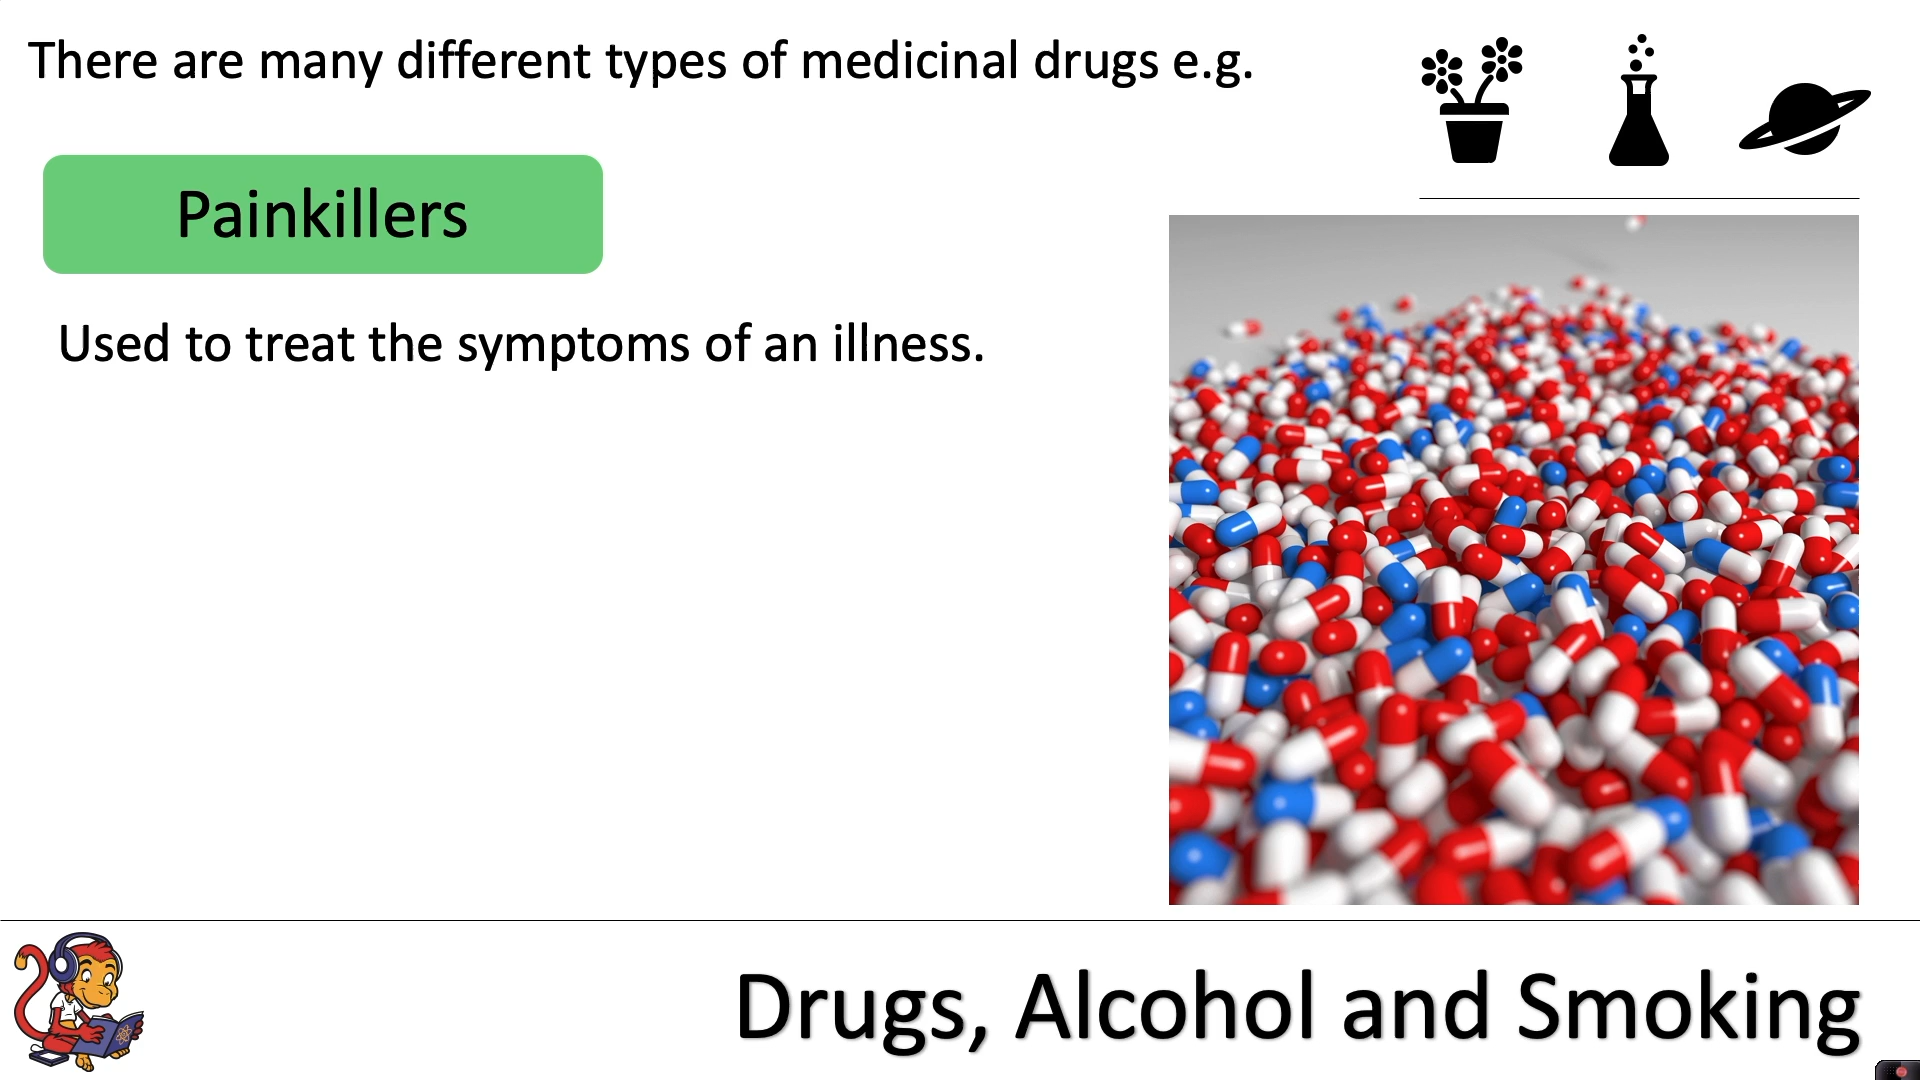 There are many different types of medicinal drugs e.g.
Painkillers
Used to treat the symptoms of an illness.
Drugs, Alcohol and Smoking